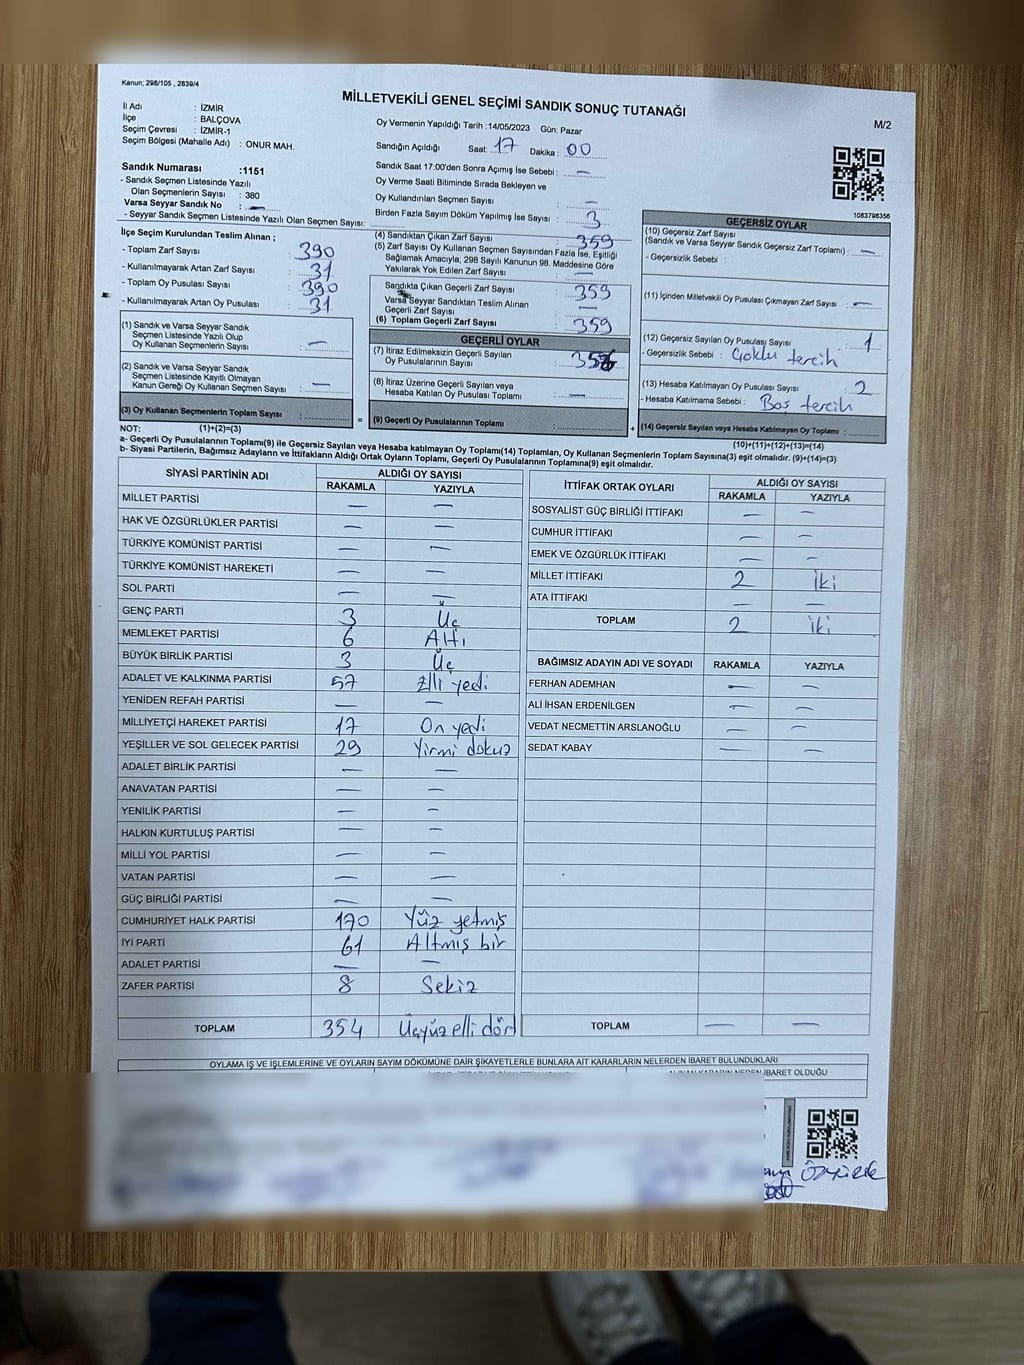 Kanun; 298/105 , 2839/4
MİLLETVEKİLİ GENEL SEÇİMİ SANDIK SONUÇ TUTANAĞI
M/2
İl Adı : İZMİR
İlçe : BALÇOVA
Seçim Çevresi : İZMİR-1
Seçim Bölgesi (Mahalle Adı) : ONUR MAH.
Oy Vermenin Yapıldığı Tarih :14/05/2023 Gün: Pazar
Sandığın Açıldığı Saat: 17 Dakika : 00
Sandık Saat 17:00'den Sonra Açımış İse Sebebi : —
Oy Verme Saati Bitiminde Sırada Bekleyen ve
Oy Kullandırılan Seçmen Sayısı : —
Birden Fazla Sayım Döküm Yapılmış İse Sayısı : 3
1083798356
Sandık Numarası :1151
- Sandık Seçmen Listesinde Yazılı
Olan Seçmenlerin Sayısı : 380
Varsa Seyyar Sandık No : —
- Seyyar Sandık Seçmen Listesinde Yazılı Olan Seçmen Sayısı:
İlçe Seçim Kurulundan Teslim Alınan ;
- Toplam Zarf Sayısı : 390
- Kullanılmayarak Artan Zarf Sayısı : 31
- Toplam Oy Pusulası Sayısı : 390
- Kullanılmayarak Artan Oy Pusulası : 31
(1) Sandık ve Varsa Seyyar Sandık
Seçmen Listesinde Yazılı Olup
Oy Kullanan Seçmenlerin Sayısı : —
(2) Sandık ve Varsa Seyyar Sandık
Seçmen Listesinde Kayıtlı Olmayan
Kanun Gereği Oy Kullanan Seçmen Sayısı : —
(3) Oy Kullanan Seçmenlerin Toplam Sayısı :
(4) Sandıktan Çıkan Zarf Sayısı : 359
(5) Zarf Sayısı Oy Kullanan Seçmen Sayısından Fazla İse, Eşitliği
Sağlamak Amacıyla, 298 Sayılı Kanunun 98. Maddesine Göre
Yakılarak Yok Edilen Zarf Sayısı : —
Sandıkta Çıkan Geçerli Zarf Sayısı : 359
Varsa Seyyar Sandıktan Teslim Alınan
Geçerli Zarf Sayısı : —
(6) Toplam Geçerli Zarf Sayısı : 359
GEÇERLİ OYLAR
(7) İtiraz Edilmeksizin Geçerli Sayılan
Oy Pusulalarının Sayısı : 356
(8) İtiraz Üzerine Geçerli Sayılan veya
Hesaba Katılan Oy Pusulası Toplamı : —
= (9) Geçerli Oy Pusulalarının Toplamı :
GEÇERSİZ OYLAR
(10) Geçersiz Zarf Sayısı
(Sandık ve Varsa Seyyar Sandık Geçersiz Zarf Toplamı) : —
- Geçersizlik Sebebi :
(11) İçinden Milletvekili Oy Pusulası Çıkmayan Zarf Sayısı : —
(12) Geçersiz Sayılan Oy Pusulası Sayısı : 1
- Geçersizlik Sebebi : Çoklu tercih
(13) Hesaba Katılmayan Oy Pusulası Sayısı : 2
- Hesaba Katılmama Sebebi : Boş tercih
+ (14) Geçersiz Sayılan veya Hesaba Katılmayan Oy Toplamı :
NOT: (1)+(2)=(3)
(10)+(11)+(12)+(13)=(14)
a- Geçerli Oy Pusulalarının Toplamı(9) ile Geçersiz Sayılan veya Hesaba katılmayan Oy Toplamı(14) Toplamları, Oy Kullanan Seçmenlerin Toplam Sayısına(3) eşit olmalıdır. (9)+(14)=(3)
b- Siyasi Partilerin, Bağımsız Adayların ve İttifakların Aldığı Ortak Oyların Toplamı, Geçerli Oy Pusulalarının Toplamına(9) eşit olmalıdır.
SİYASİ PARTİNİN ADI ALDIĞI OY SAYISI
RAKAMLA YAZIYLA
MİLLET PARTİSİ — —
HAK VE ÖZGÜRLÜKLER PARTİSİ — —
TÜRKİYE KOMÜNİST PARTİSİ — —
TÜRKİYE KOMÜNİST HAREKETİ — —
SOL PARTİ — —
GENÇ PARTİ 3 Üç
MEMLEKET PARTİSİ 6 Altı
BÜYÜK BİRLİK PARTİSİ 3 Üç
ADALET VE KALKINMA PARTİSİ 57 Elli yedi
YENİDEN REFAH PARTİSİ — —
MİLLİYETÇİ HAREKET PARTİSİ 17 On yedi
YEŞİLLER VE SOL GELECEK PARTİSİ 29 Yirmi dokuz
ADALET BİRLİK PARTİSİ — —
ANAVATAN PARTİSİ — —
YENİLİK PARTİSİ — —
HALKIN KURTULUŞ PARTİSİ — —
MİLLİ YOL PARTİSİ — —
VATAN PARTİSİ — —
GÜÇ BİRLİĞİ PARTİSİ — —
CUMHURİYET HALK PARTİSİ 170 Yüz yetmiş
İYİ PARTİ 61 Altmış bir
ADALET PARTİSİ — —
ZAFER PARTİSİ 8 Sekiz
TOPLAM 354 Üçyüz elli dör
İTTİFAK ORTAK OYLARI ALDIĞI OY SAYISI
RAKAMLA YAZIYLA
SOSYALİST GÜÇ BİRLİĞİ İTTİFAKI — —
CUMHUR İTTİFAKI — —
EMEK VE ÖZGÜRLÜK İTTİFAKI — —
MİLLET İTTİFAKI 2 İki
ATA İTTİFAKI — —
TOPLAM 2 İki
BAĞIMSIZ ADAYIN ADI VE SOYADI RAKAMLA YAZIYLA
FERHAN ADEMHAN — —
ALİ İHSAN ERDENİLGEN — —
VEDAT NECMETTİN ARSLANOĞLU — —
SEDAT KABAY — —
TOPLAM — —
OYLAMA İŞ VE İŞLEMLERİNE VE OYLARIN SAYIM DÖKÜMÜNE DAİR ŞİKAYETLERLE BUNLARA AİT KARARLARIN NELERDEN İBARET BULUNDUKLARI
İBARET OLDUĞU